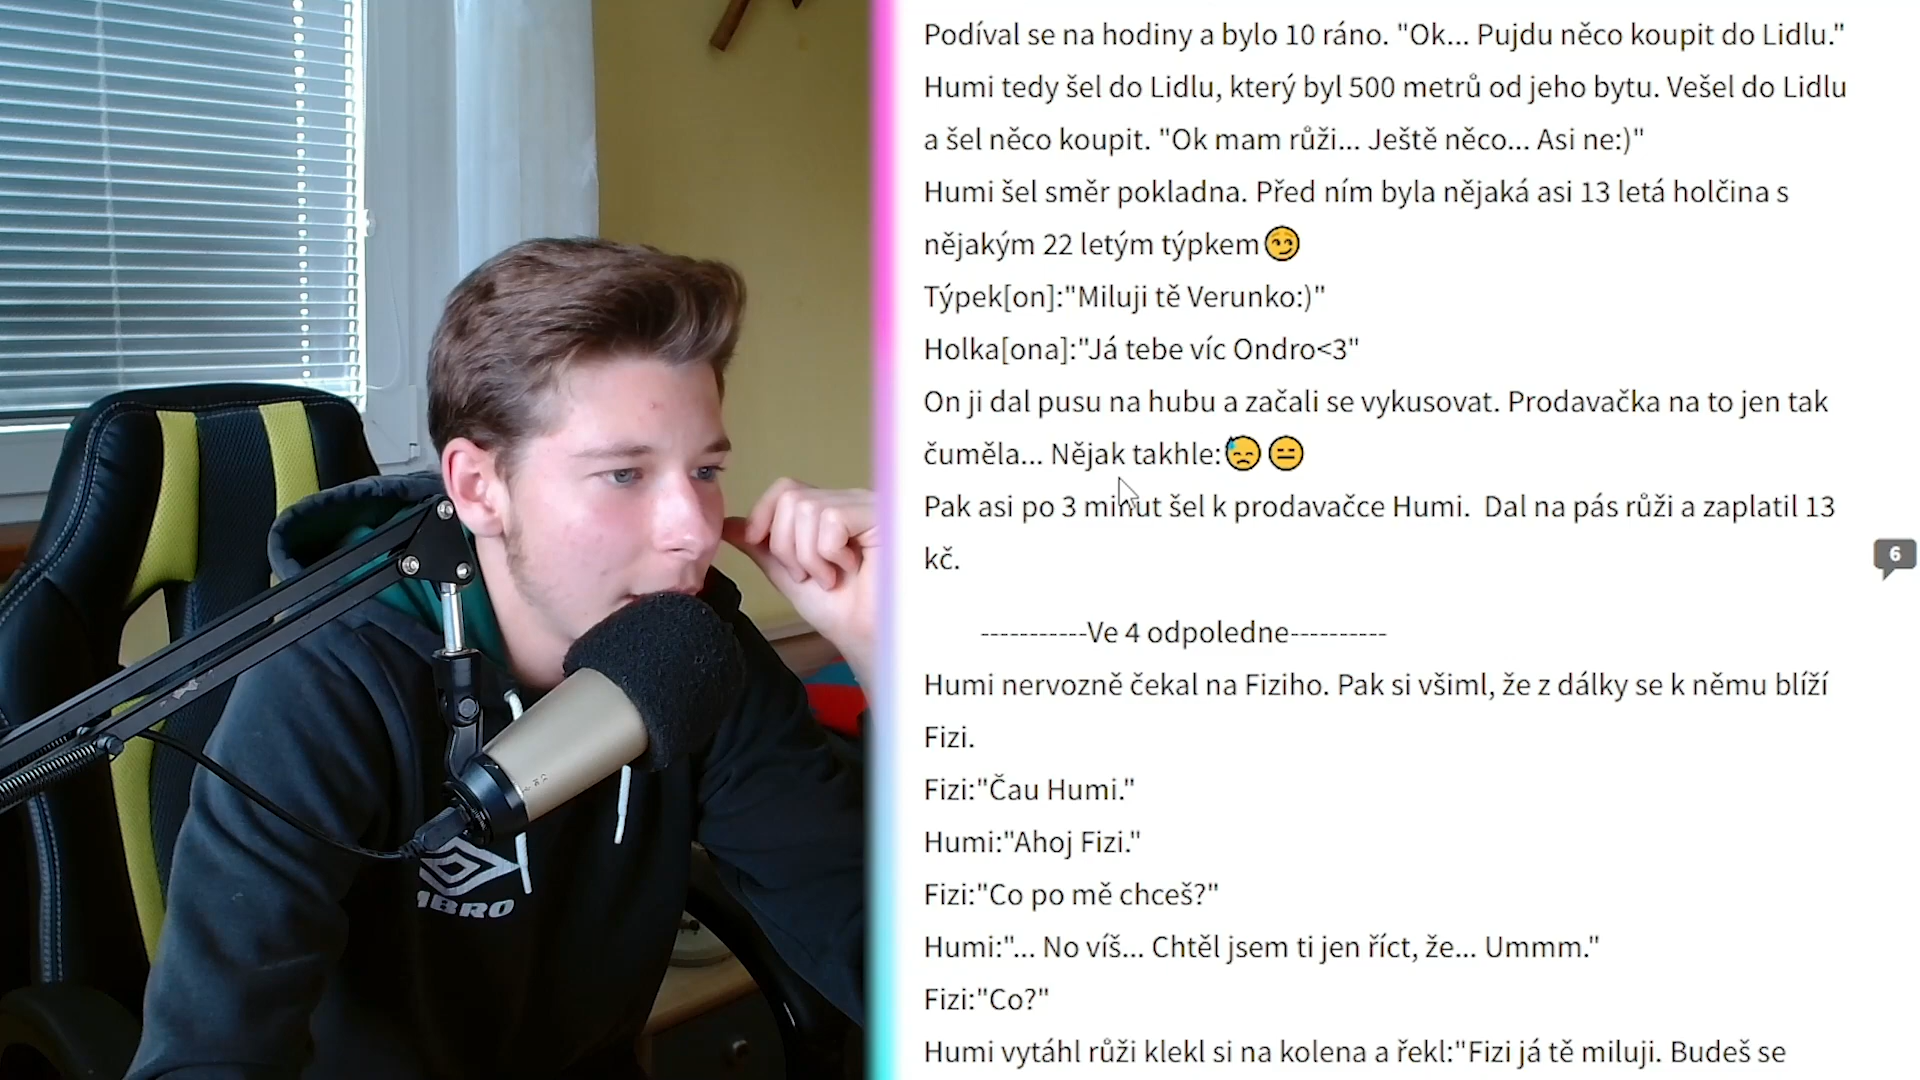 Podíval se na hodiny a bylo 10 ráno. "Ok... Pujdu něco koupit do Lidlu."
Humi tedy šel do Lidlu, který byl 500 metrů od jeho bytu. Vešel do Lidlu
a šel něco koupit. "Ok mam růži... Ještě něco... Asi ne:)"
Humi šel směr pokladna. Před ním byla nějaká asi 13 letá holčina s
nějakým 22 letým týpkem😏
Týpek[on]:"Miluji tě Verunko:)"
Holka[ona]:"Já tebe víc Ondro<3"
On ji dal pusu na hubu a začali se vykusovat. Prodavačka na to jen tak
čuměla... Nějak takhle:😓😑
Pak asi po 3 minut šel k prodavačce Humi. Dal na pás růži a zaplatil 13
kč.
6
-----------Ve 4 odpoledne----------
Humi nervozně čekal na Fiziho. Pak si všiml, že z dálky se k němu blíží
Fizi.
Fizi:"Čau Humi."
Humi:"Ahoj Fizi."
Fizi:"Co po mě chceš?"
Humi:"... No víš... Chtěl jsem ti jen říct, že... Ummm."
Fizi:"Co?"
Humi vytáhl růži klekl si na kolena a řekl:"Fizi já tě miluji. Budeš se